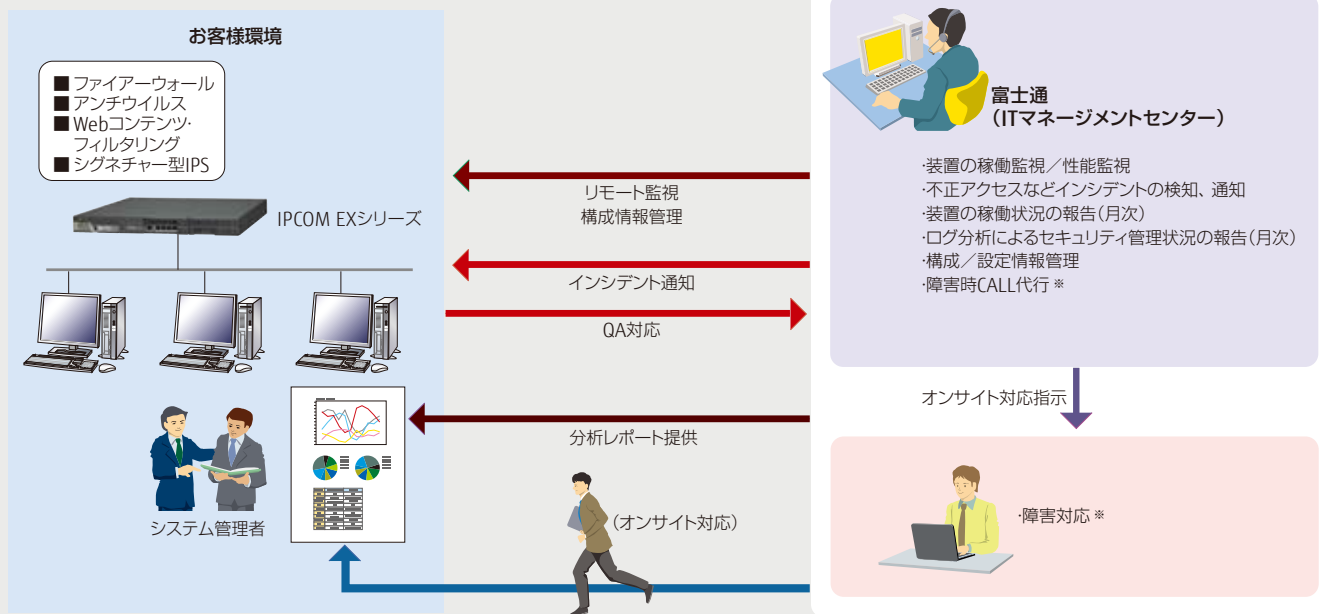 お客様環境
■ ファイアーウォール
■ アンチウイルス
■ Webコンテンツ・
フィルタリング
■ シグネチャー型IPS
IPCOM EXシリーズ
システム管理者
リモート監視
構成情報管理
インシデント通知
QA対応
分析レポート提供
(オンサイト対応)
富士通
(ITマネージメントセンター)
・装置の稼働監視/性能監視
・不正アクセスなどインシデントの検知、通知
・装置の稼働状況の報告(月次)
・ログ分析によるセキュリティ管理状況の報告(月次)
・構成/設定情報管理
・障害時CALL代行※
オンサイト対応指示
・障害対応※